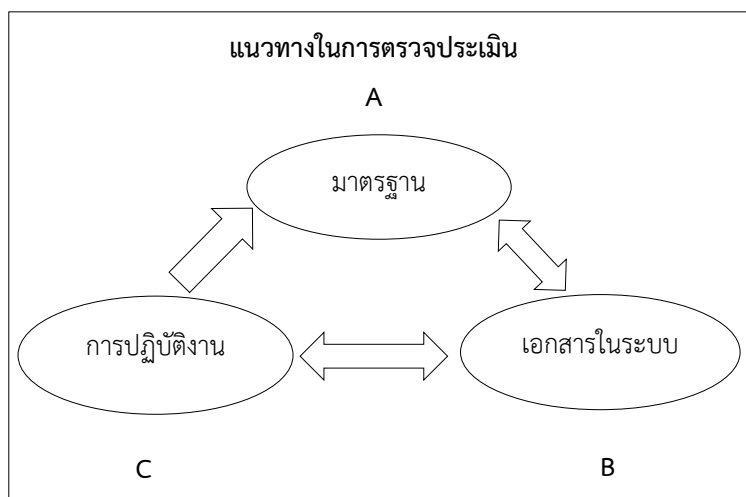 แนวทางในการตรวจประเมิน
A
มาตรฐาน
การปฏิบัติงาน
เอกสารในระบบ
C
B